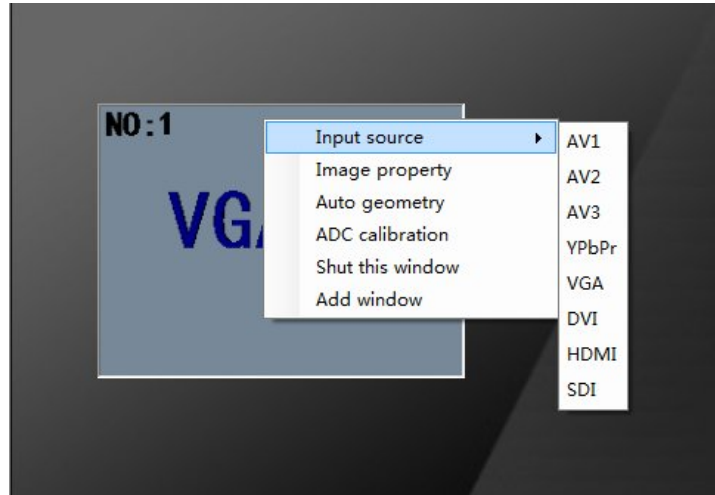 NO:1
Input source
Image property
Auto geometry
ADC calibration
Shut this window
Add window
AV1
AV2
AV3
YPbPr
VGA
DVI
HDMI
SDI